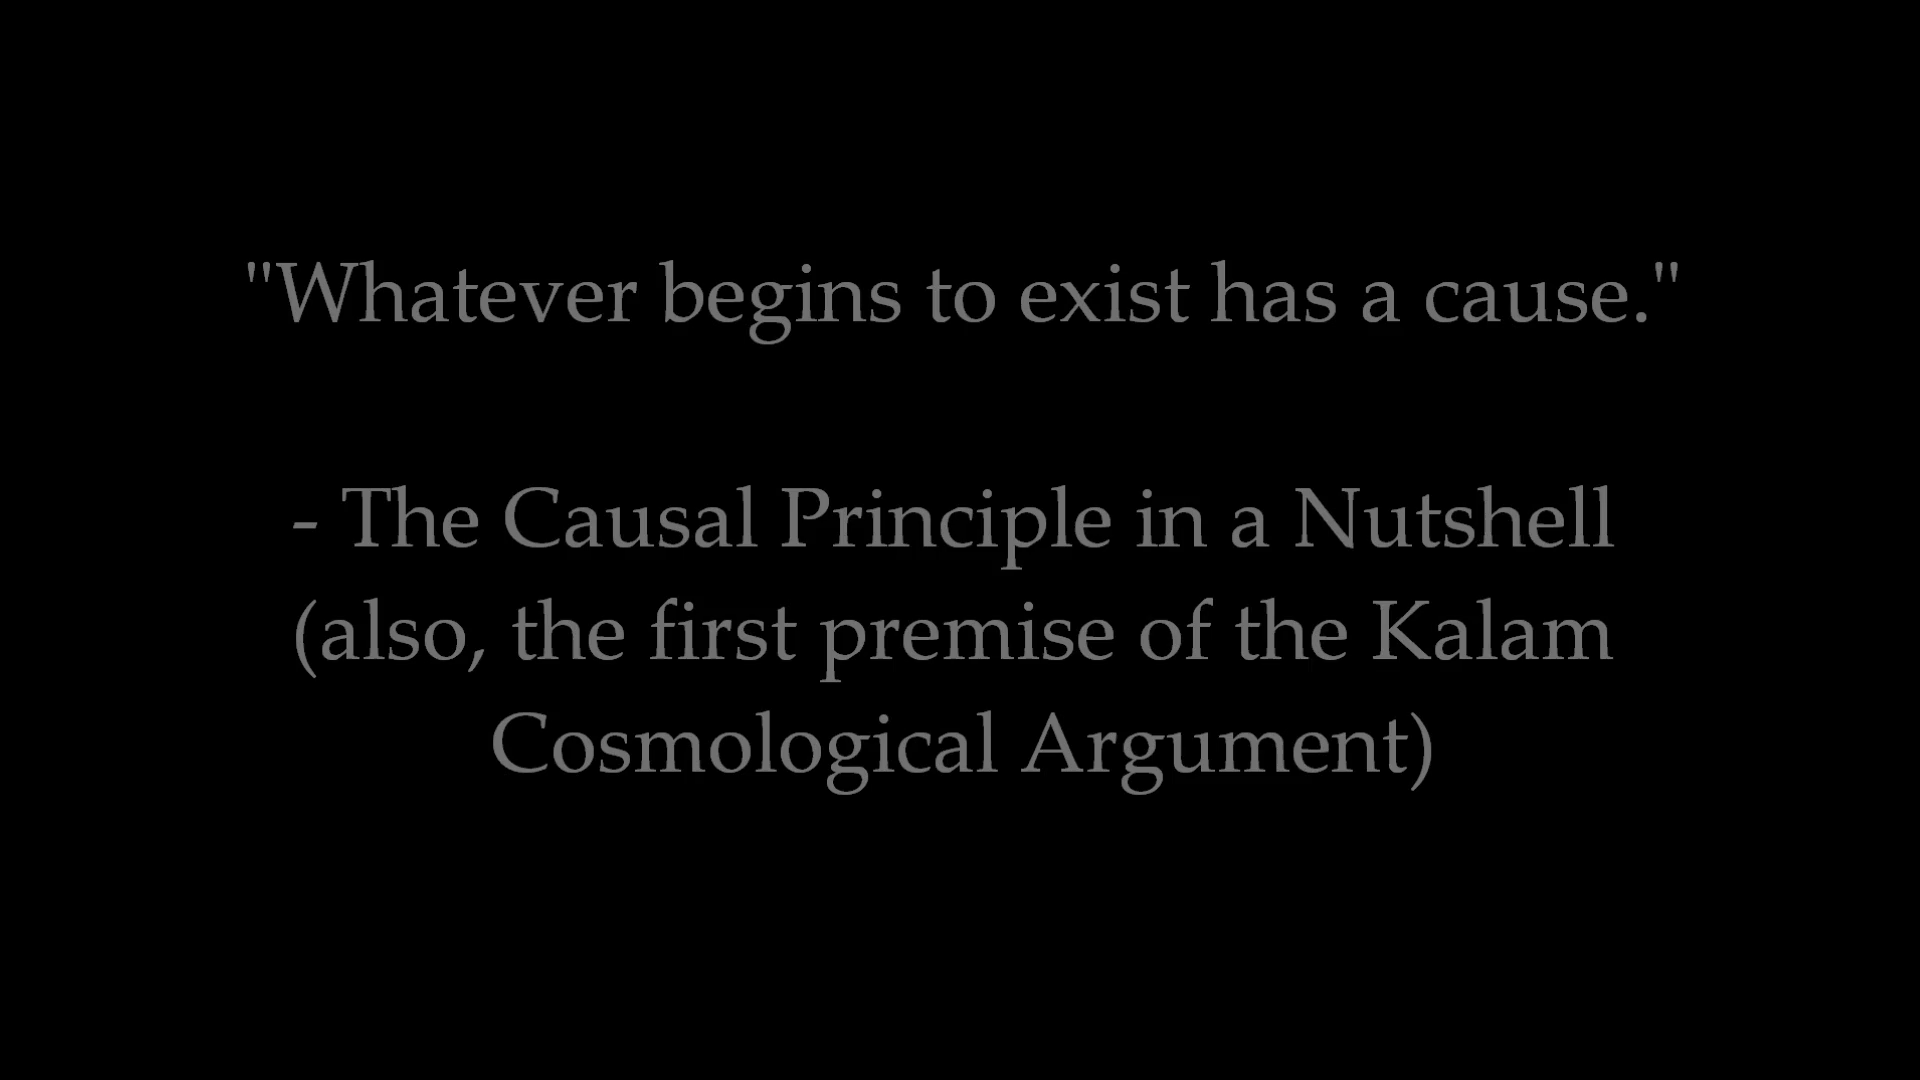 "Whatever begins to exist has a cause."
- The Causal Principle in a Nutshell
(also, the first premise of the Kalam
Cosmological Argument)